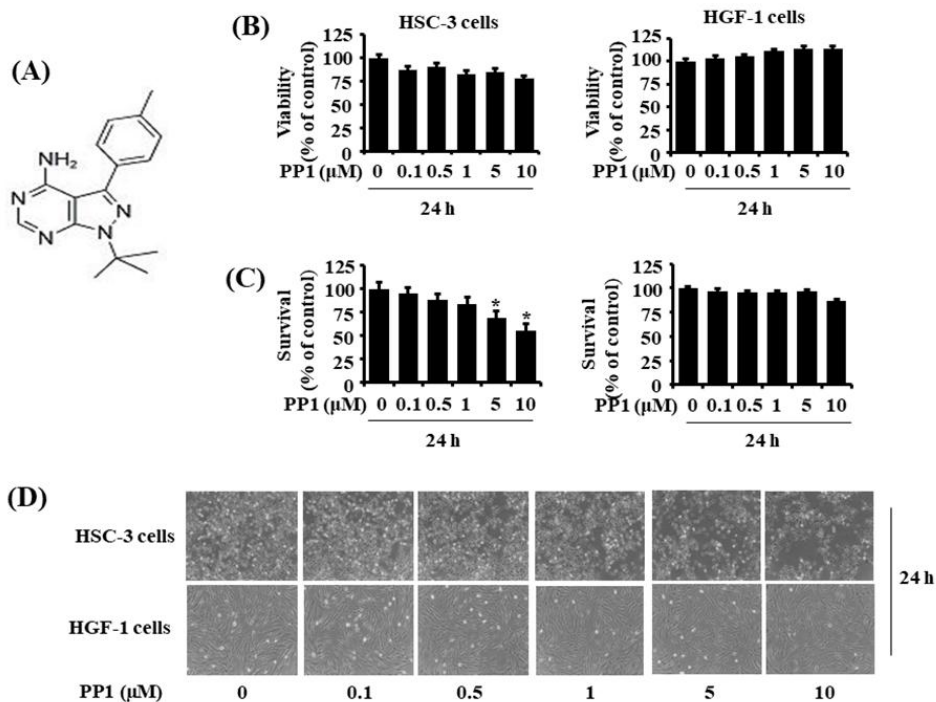 (A)
NH₂
N
N
N
N
N
(B)
HSC-3 cells
HGF-1 cells
Viability
(% of control)
125
100
75
50
25
0
PP1 (μM) 0 0.1 0.5 1 5 10
24 h
Viability
(% of control)
125
100
75
50
25
0
PP1 (μM) 0 0.1 0.5 1 5 10
24 h
(C)
Survival
(% of control)
125
100
75
50
25
0
* *
PP1 (μM) 0 0.1 0.5 1 5 10
24 h
Survival
(% of control)
125
100
75
50
25
0
PP1 (μM) 0 0.1 0.5 1 5 10
24 h
(D)
HSC-3 cells
HGF-1 cells
24 h
PP1 (μM) 0 0.1 0.5 1 5 10